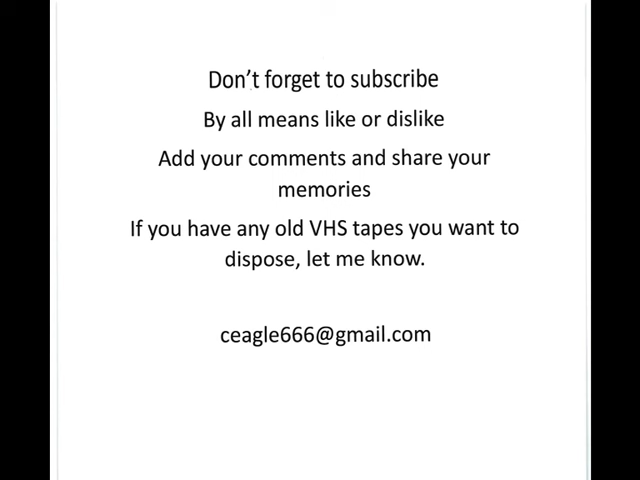 Don't forget to subscribe
By all means like or dislike
Add your comments and share your
memories
If you have any old VHS tapes you want to
dispose, let me know.
ceagle666@gmail.com